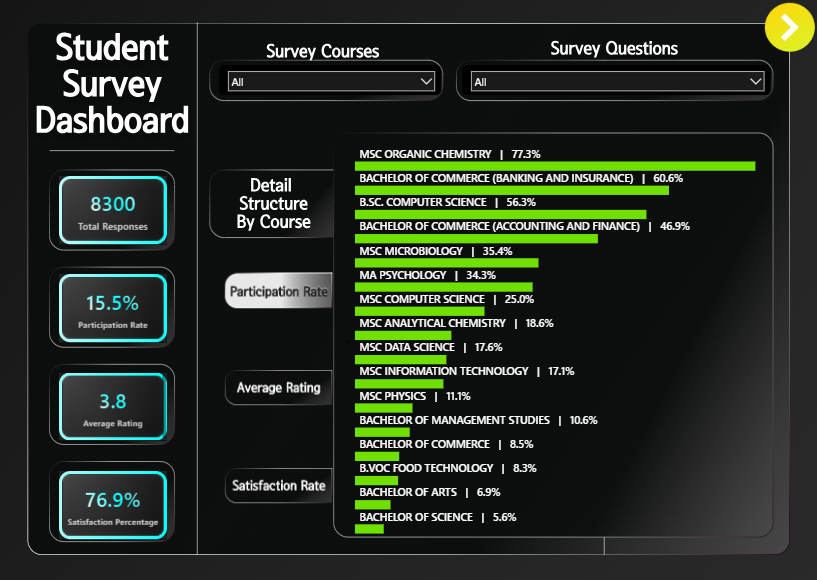 Student
Survey
Dashboard
8300
Total Responses
15.5%
Participation Rate
3.8
Average Rating
76.9%
Satisfaction Percentage
Survey Courses
All
Survey Questions
All
Detail
Structure
By Course
Participation Rate
Average Rating
Satisfaction Rate
MSC ORGANIC CHEMISTRY | 77.3%
BACHELOR OF COMMERCE (BANKING AND INSURANCE) | 60.6%
B.SC. COMPUTER SCIENCE | 56.3%
BACHELOR OF COMMERCE (ACCOUNTING AND FINANCE) | 46.9%
MSC MICROBIOLOGY | 35.4%
MA PSYCHOLOGY | 34.3%
MSC COMPUTER SCIENCE | 25.0%
MSC ANALYTICAL CHEMISTRY | 18.6%
MSC DATA SCIENCE | 17.6%
MSC INFORMATION TECHNOLOGY | 17.1%
MSC PHYSICS | 11.1%
BACHELOR OF MANAGEMENT STUDIES | 10.6%
BACHELOR OF COMMERCE | 8.5%
B.VOC FOOD TECHNOLOGY | 8.3%
BACHELOR OF ARTS | 6.9%
BACHELOR OF SCIENCE | 5.6%